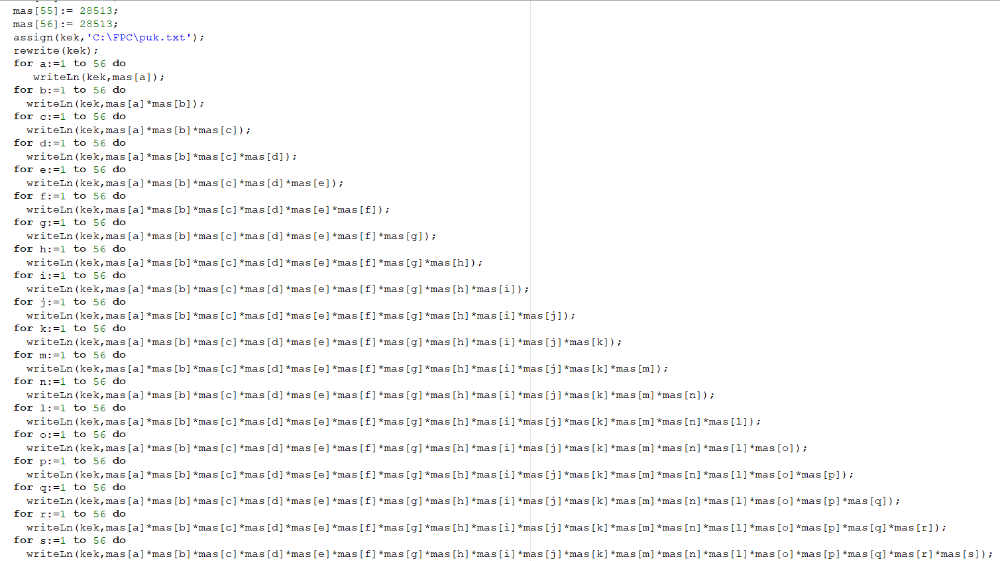 mas[55]:= 28513;
mas[56]:= 28513;
assign(kek,'C:\FPC\puk.txt');
rewrite(kek);
for a:=1 to 56 do
   writeLn(kek,mas[a]);
for b:=1 to 56 do
  writeLn(kek,mas[a]*mas[b]);
for c:=1 to 56 do
  writeLn(kek,mas[a]*mas[b]*mas[c]);
for d:=1 to 56 do
  writeLn(kek,mas[a]*mas[b]*mas[c]*mas[d]);
for e:=1 to 56 do
  writeLn(kek,mas[a]*mas[b]*mas[c]*mas[d]*mas[e]);
for f:=1 to 56 do
  writeLn(kek,mas[a]*mas[b]*mas[c]*mas[d]*mas[e]*mas[f]);
for g:=1 to 56 do
  writeLn(kek,mas[a]*mas[b]*mas[c]*mas[d]*mas[e]*mas[f]*mas[g]);
for h:=1 to 56 do
  writeLn(kek,mas[a]*mas[b]*mas[c]*mas[d]*mas[e]*mas[f]*mas[g]*mas[h]);
for i:=1 to 56 do
  writeLn(kek,mas[a]*mas[b]*mas[c]*mas[d]*mas[e]*mas[f]*mas[g]*mas[h]*mas[i]);
for j:=1 to 56 do
  writeLn(kek,mas[a]*mas[b]*mas[c]*mas[d]*mas[e]*mas[f]*mas[g]*mas[h]*mas[i]*mas[j]);
for k:=1 to 56 do
  writeLn(kek,mas[a]*mas[b]*mas[c]*mas[d]*mas[e]*mas[f]*mas[g]*mas[h]*mas[i]*mas[j]*mas[k]);
for m:=1 to 56 do
  writeLn(kek,mas[a]*mas[b]*mas[c]*mas[d]*mas[e]*mas[f]*mas[g]*mas[h]*mas[i]*mas[j]*mas[k]*mas[m]);
for n:=1 to 56 do
  writeLn(kek,mas[a]*mas[b]*mas[c]*mas[d]*mas[e]*mas[f]*mas[g]*mas[h]*mas[i]*mas[j]*mas[k]*mas[m]*mas[n]);
for l:=1 to 56 do
  writeLn(kek,mas[a]*mas[b]*mas[c]*mas[d]*mas[e]*mas[f]*mas[g]*mas[h]*mas[i]*mas[j]*mas[k]*mas[m]*mas[n]*mas[l]);
for o:=1 to 56 do
  writeLn(kek,mas[a]*mas[b]*mas[c]*mas[d]*mas[e]*mas[f]*mas[g]*mas[h]*mas[i]*mas[j]*mas[k]*mas[m]*mas[n]*mas[l]*mas[o]);
for p:=1 to 56 do
  writeLn(kek,mas[a]*mas[b]*mas[c]*mas[d]*mas[e]*mas[f]*mas[g]*mas[h]*mas[i]*mas[j]*mas[k]*mas[m]*mas[n]*mas[l]*mas[o]*mas[p]);
for q:=1 to 56 do
  writeLn(kek,mas[a]*mas[b]*mas[c]*mas[d]*mas[e]*mas[f]*mas[g]*mas[h]*mas[i]*mas[j]*mas[k]*mas[m]*mas[n]*mas[l]*mas[o]*mas[p]*mas[q]);
for r:=1 to 56 do
  writeLn(kek,mas[a]*mas[b]*mas[c]*mas[d]*mas[e]*mas[f]*mas[g]*mas[h]*mas[i]*mas[j]*mas[k]*mas[m]*mas[n]*mas[l]*mas[o]*mas[p]*mas[q]*mas[r]);
for s:=1 to 56 do
  writeLn(kek,mas[a]*mas[b]*mas[c]*mas[d]*mas[e]*mas[f]*mas[g]*mas[h]*mas[i]*mas[j]*mas[k]*mas[m]*mas[n]*mas[l]*mas[o]*mas[p]*mas[q]*mas[r]*mas[s]);